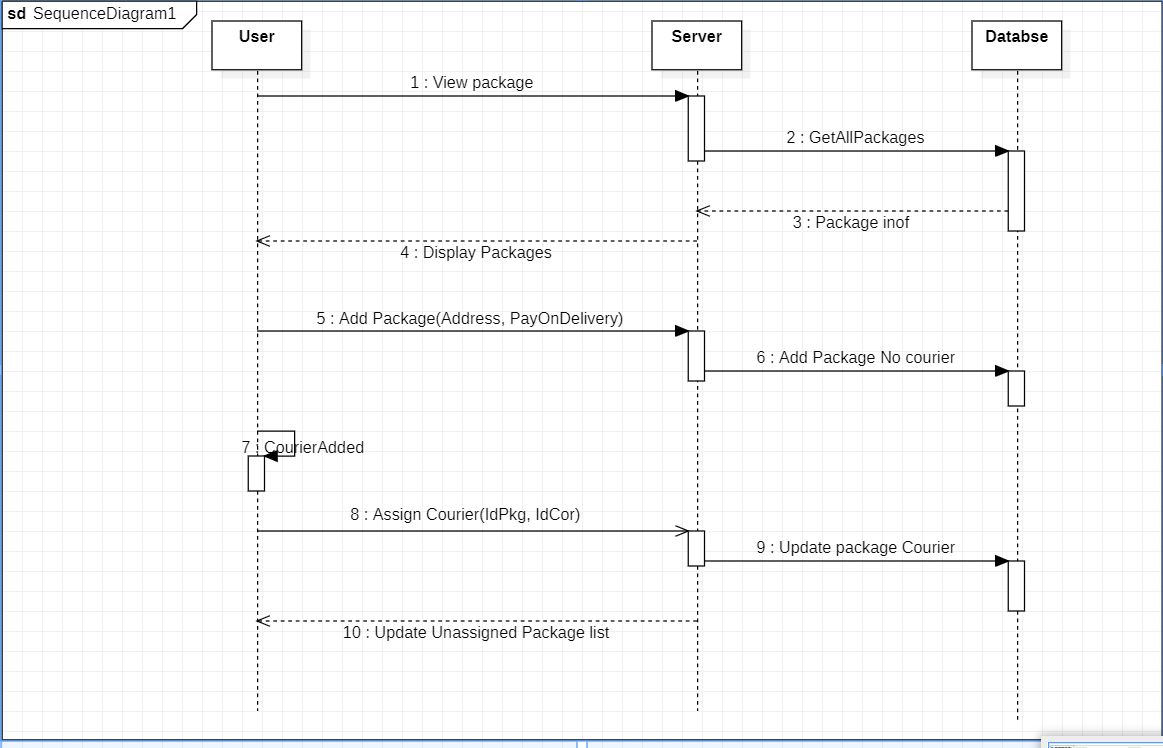 sd SequenceDiagram1
User
Server
Databse
1 : View package
2 : GetAllPackages
3 : Package inof
4 : Display Packages
5 : Add Package(Address, PayOnDelivery)
6 : Add Package No courier
7 : CourierAdded
8 : Assign Courier(IdPkg, IdCor)
9 : Update package Courier
10 : Update Unassigned Package list